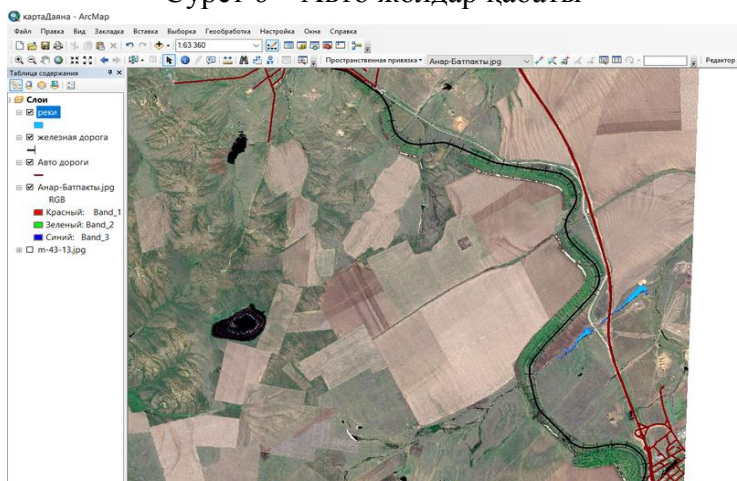 Сурет 6 – Авто жолдар қабаты
картаДаяна - ArcMap
Файл Правка Вид Закладка Вставка Выборка Геообработка Настройка Окна Справка
1:63 360
Пространственная привязка Анар-Батпакты.jpg Редактор
Таблица содержания
Слои
реки
железная дорога
Авто дороги
Анар-Батпакты.jpg
RGB
Красный: Band_1
Зеленый: Band_2
Синий: Band_3
m-43-13.jpg